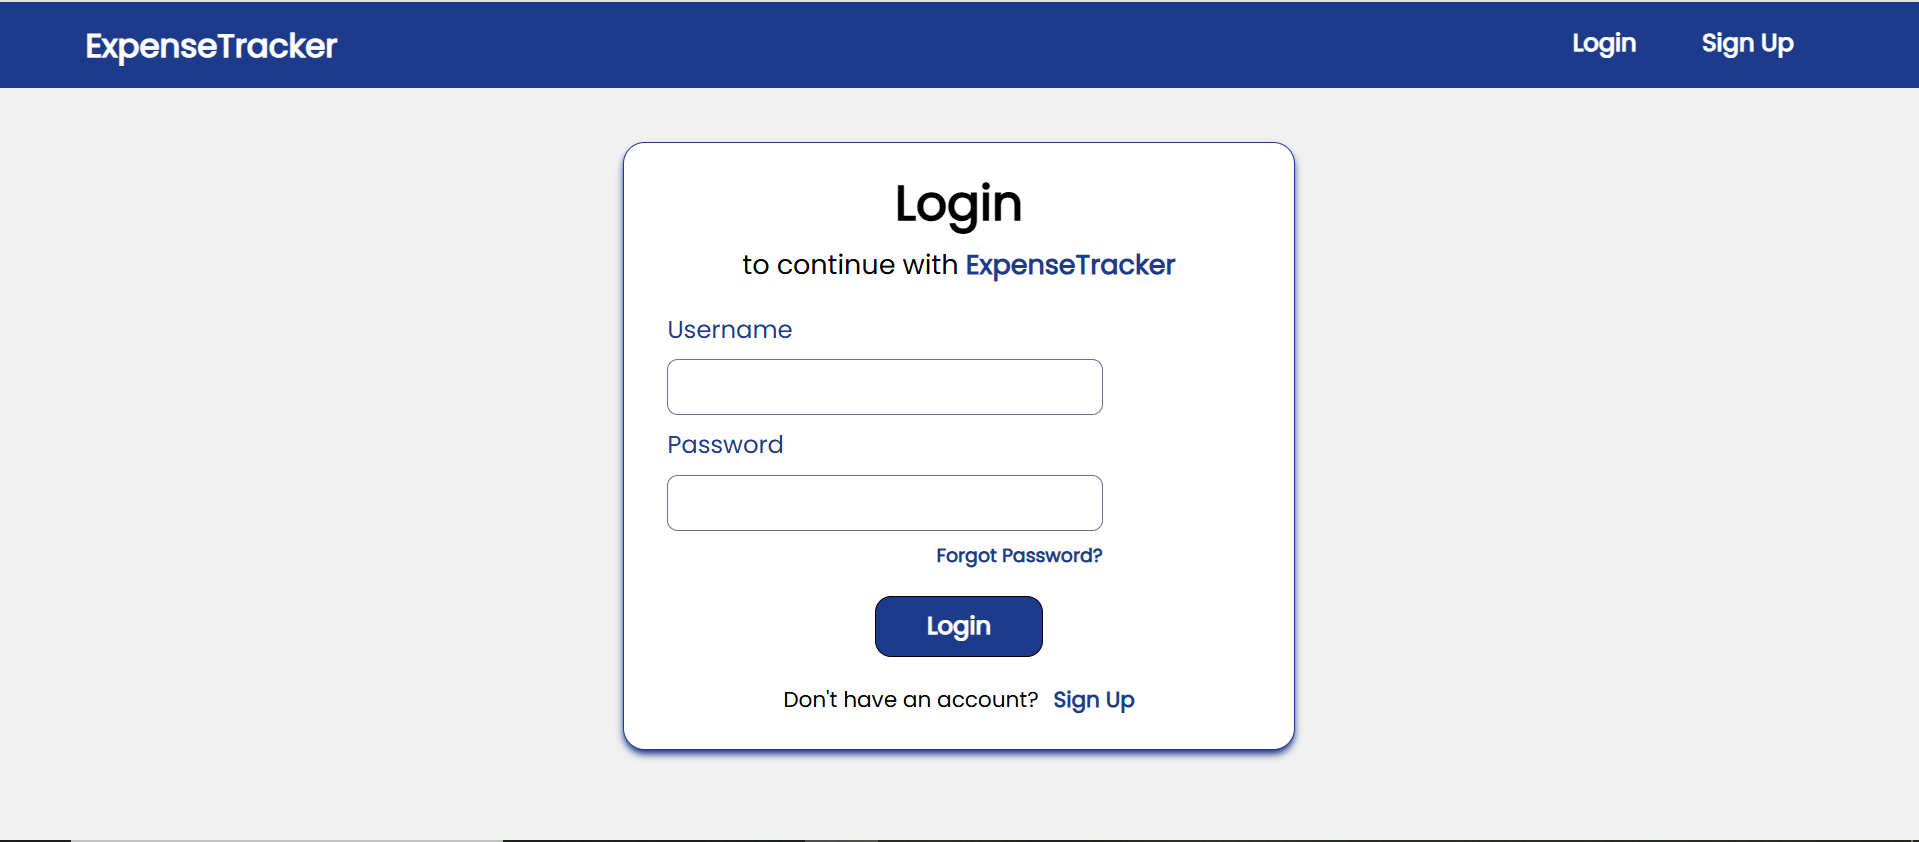 ExpenseTracker Login Sign Up
Login
to continue with ExpenseTracker
Username
Password
Forgot Password?
Login
Don't have an account? Sign Up